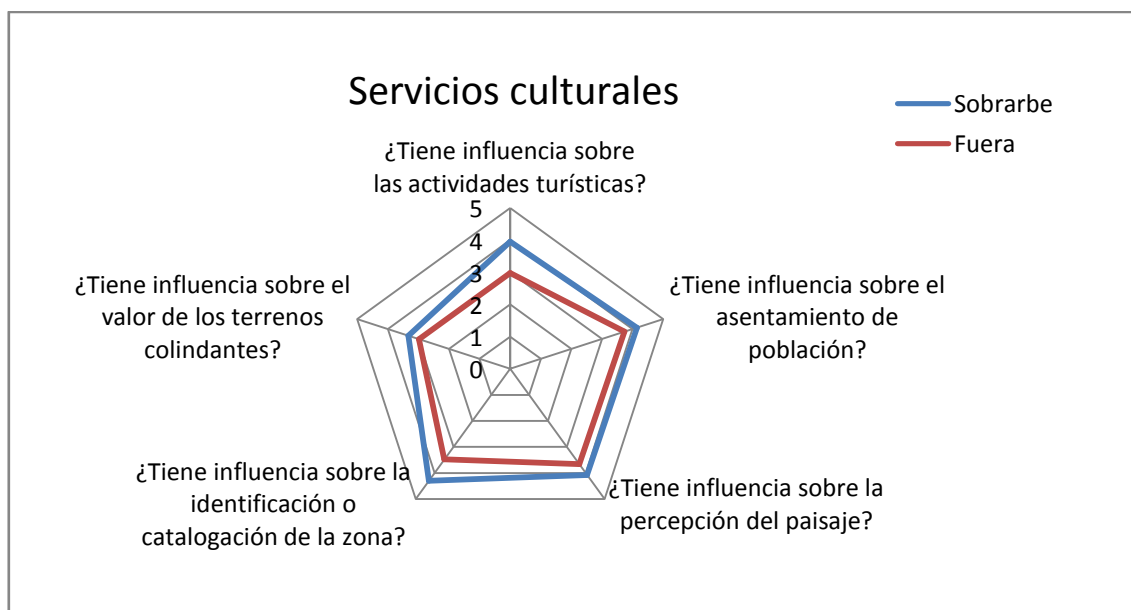 Servicios culturales
Sobrarbe
Fuera
¿Tiene influencia sobre
las actividades turísticas?
5
4
3
2
1
0
¿Tiene influencia sobre el
asentamiento de
población?
¿Tiene influencia sobre la
percepción del paisaje?
¿Tiene influencia sobre la
identificación o
catalogación de la zona?
¿Tiene influencia sobre el
valor de los terrenos
colindantes?